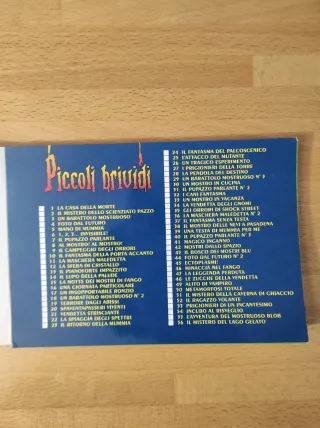 Piccoli brividi
1 LA CASA DELLA MORTE
2 IL MISTERO DELLO SCIENZIATO PAZZO
3 UN BARATTOLO MOSTRUOSO
4 FOTO DAL FUTURO
5 MANO DI MUMMIA
6 1, 2, 3... INVISIBILE!
7 IL PUPAZZO PARLANTE
8 AL MOSTRO! AL MOSTRO!
9 IL CAMPEGGIO DEGLI ORRORI
10 IL FANTASMA DELLA PORTA ACCANTO
11 LA MASCHERA MALEDETTA
12 LA SFERA DI CRISTALLO
13 IL PIANOFORTE IMPAZZITO
14 IL LUPO DELLA PALUDE
15 LA NOTTE DEI MOSTRI DI FANGO
16 UNA GIORNATA PARTICOLARE
17 UN INSOPPORTABILE RONZIO
18 UN BARATTOLO MOSTRUOSO N° 2
19 TERRORE DAGLI ABISSI
20 SPAVENTAPASSERI VIVENTI
21 VENDETTA STRISCIANTE
22 LA SPIAGGIA DEGLI SPETTRI
23 IL RITORNO DELLA MUMMIA
24 IL FANTASMA DEL PALCOSCENICO
25 L'ATTACCO DEL MUTANTE
26 UN TRAGICO ESPERIMENTO
27 I PRIGIONIERI DELLA TORRE
28 LA PENDOLA DEL DESTINO
29 UN BARATTOLO MOSTRUOSO N° 3
30 UN MOSTRO IN CUCINA
31 IL PUPAZZO PARLANTE N° 2
32 I CANI FANTASMA
33 UN MOSTRO IN VACANZA
34 LA VENDETTA DEGLI GNOMI
35 GLI ORRORI DI SHOCK STREET
36 LA MASCHERA MALEDETTA N° 2
37 IL FANTASMA SENZA TESTA
38 IL MOSTRO DELLE NEVI A PASADENA
39 UNA TESTA DI MUMMIA PER ME
40 IL PUPAZZO PARLANTE N° 3
41 MAGICO INGANNO
42 MOSTRI DALLO SPAZIO
43 IL BOSCO DEI MOSTRI BLU
44 FOTO DAL FUTURO N° 2
45 ECTOPLASMI!
46 MINACCIA NEL FANGO
47 LA LEGGENDA PERDUTA
48 LE ZUCCHE DELLA VENDETTA
49 ALITO DI VAMPIRO
50 METAMORFOSI TOTALE
51 IL MISTERO DELLA CAVERNA DI GHIACCIO
52 IL RAGAZZO VOLANTE
53 PRIGIONIERI DI UN INCANTESIMO
54 INCUBO AL RISVEGLIO
55 L'AVVENTURA DEL MOSTRUOSO BLOB
56 IL MISTERO DEL LAGO GELATO